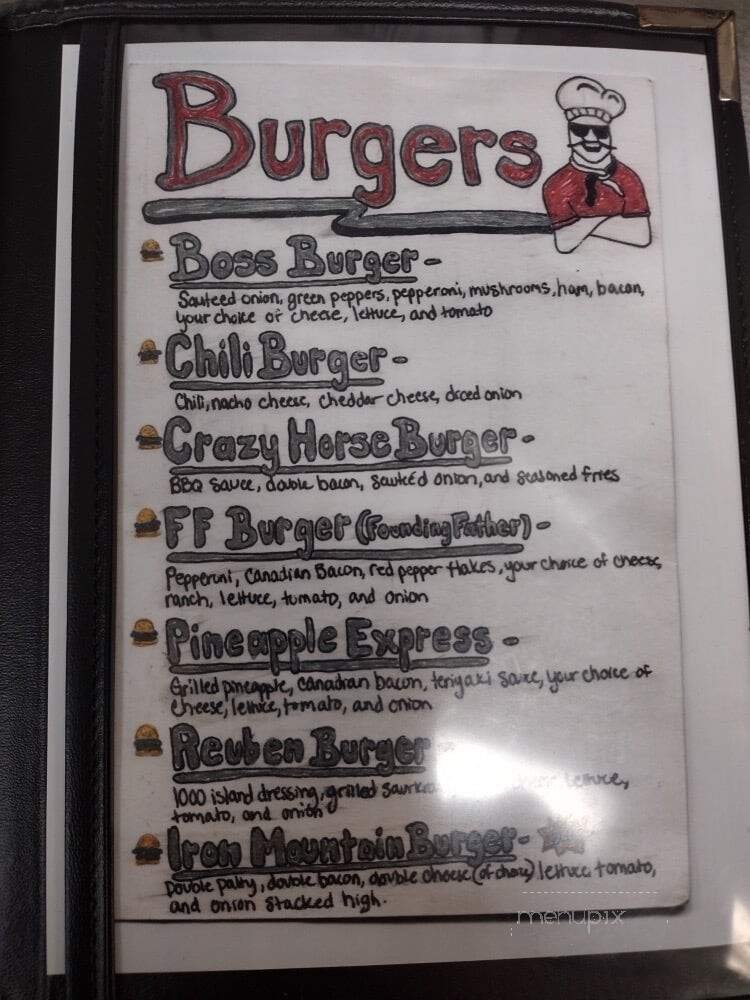 Burgers
Boss Burger -
Sauteed onion, green peppers, pepperoni, mushrooms, ham, bacon,
your choice of cheese, lettuce, and tomato
Chili Burger -
Chili, nacho cheese, cheddar cheese, diced onion
Crazy Horse Burger -
BBQ Sauce, double bacon, sautéd onion, and seasoned fries
FF Burger (Founding Father) -
Pepperoni, Canadian Bacon, red pepper flakes, your choice of cheese,
ranch, lettuce, tomato, and onion
Pineapple Express -
Grilled pineapple, canadian bacon, teriyaki sauce, your choice of
cheese, lettuce, tomato, and onion
Reuben Burger
1000 island dressing, grilled lettuce,
tomato, and onion
Iron Mountain Burger -
Double patty, double bacon, double cheese (of choice) lettuce tomato,
and onion stacked high.
menupix